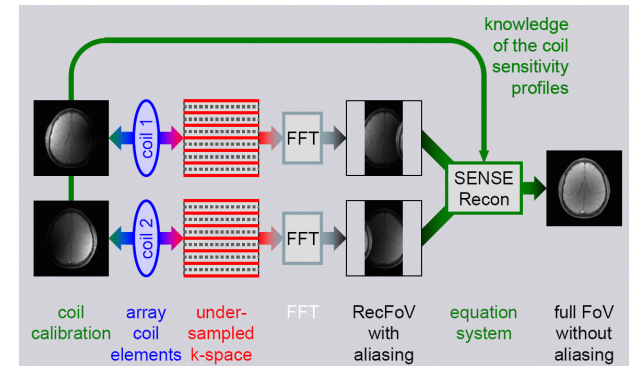 knowledge
of the coil
sensitivity
profiles
coil 1
FFT
SENSE
Recon
coil 2
FFT
coil
calibration
array
coil
elements
under-
sampled
k-space
FFT
RecFoV
with
aliasing
equation
system
full FoV
without
aliasing